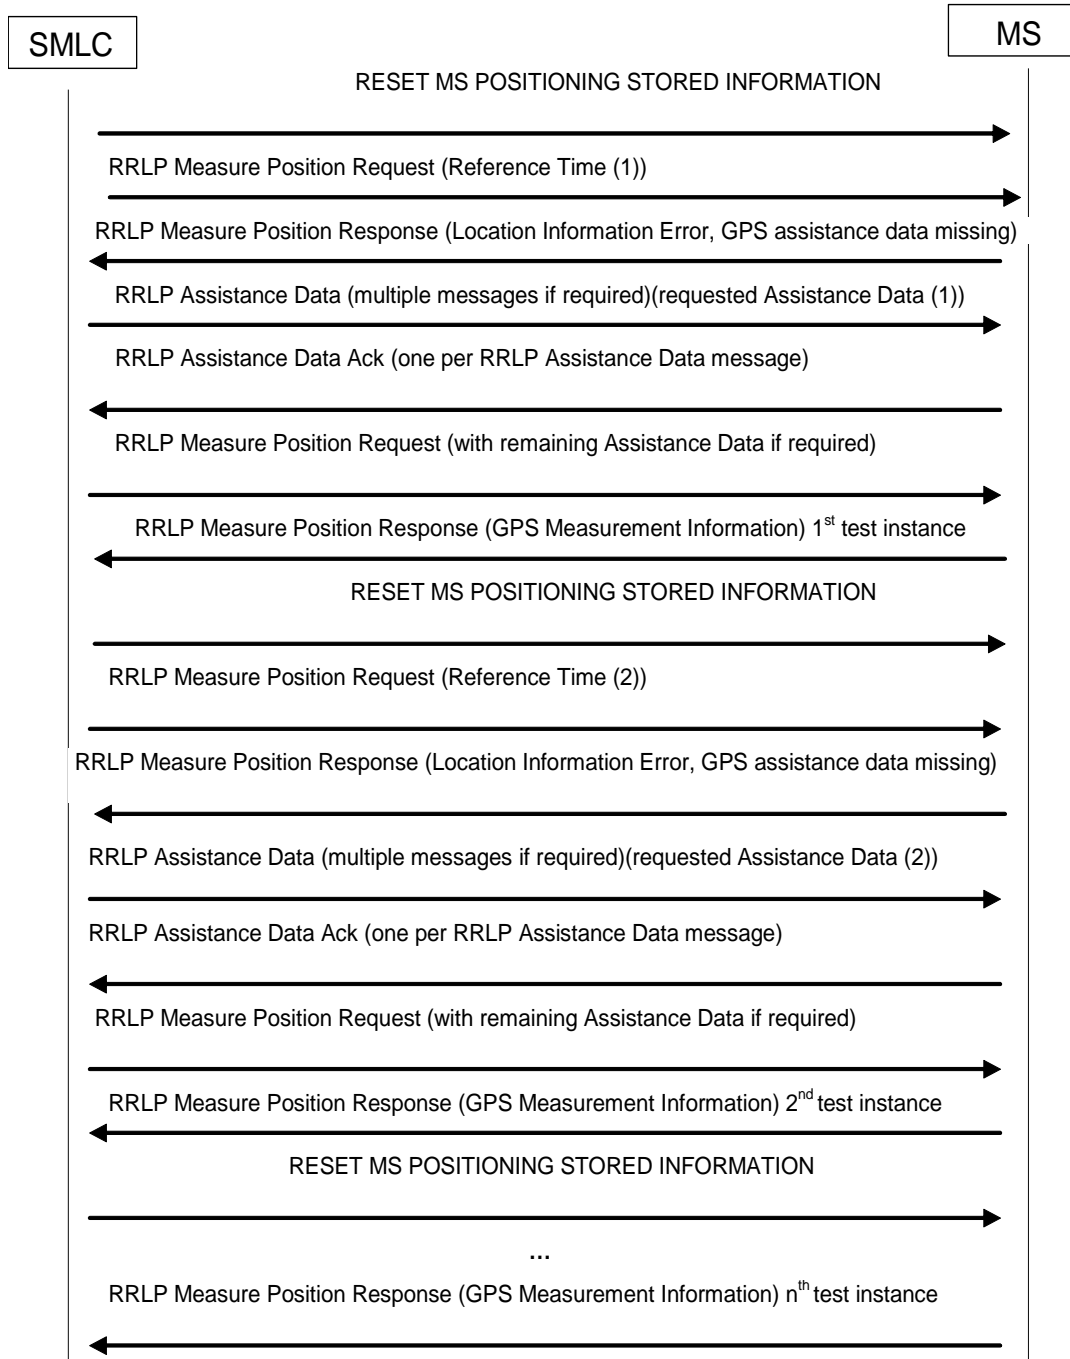 SMLC
MS
RESET MS POSITIONING STORED INFORMATION
RRLP Measure Position Request (Reference Time (1))
RRLP Measure Position Response (Location Information Error, GPS assistance data missing)
RRLP Assistance Data (multiple messages if required)(requested Assistance Data (1))
RRLP Assistance Data Ack (one per RRLP Assistance Data message)
RRLP Measure Position Request (with remaining Assistance Data if required)
RRLP Measure Position Response (GPS Measurement Information) 1st test instance
RESET MS POSITIONING STORED INFORMATION
RRLP Measure Position Request (Reference Time (2))
RRLP Measure Position Response (Location Information Error, GPS assistance data missing)
RRLP Assistance Data (multiple messages if required)(requested Assistance Data (2))
RRLP Assistance Data Ack (one per RRLP Assistance Data message)
RRLP Measure Position Request (with remaining Assistance Data if required)
RRLP Measure Position Response (GPS Measurement Information) 2nd test instance
RESET MS POSITIONING STORED INFORMATION
...
RRLP Measure Position Response (GPS Measurement Information) nth test instance